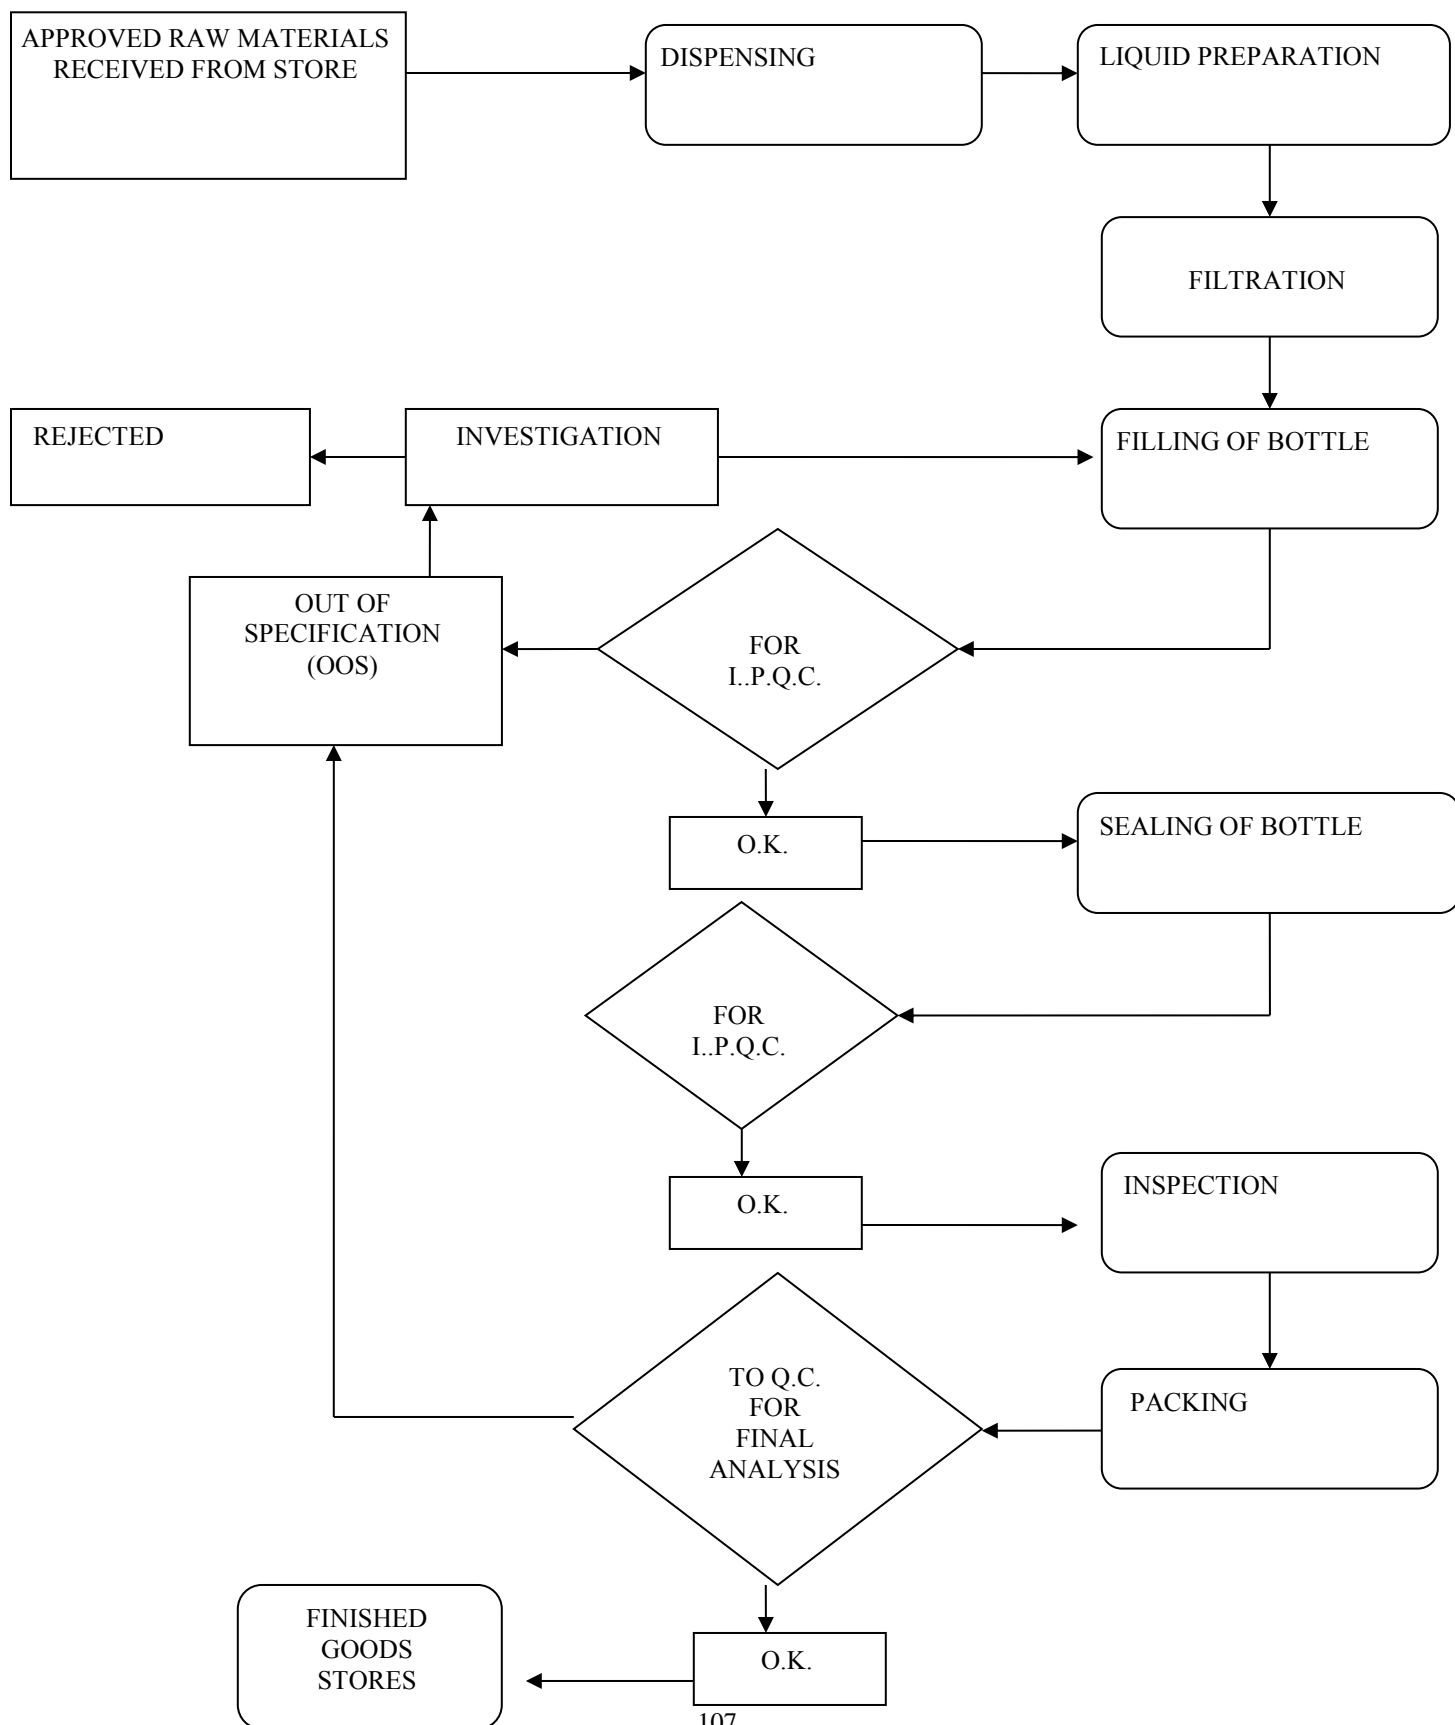 APPROVED RAW MATERIALS
RECEIVED FROM STORE
DISPENSING
LIQUID PREPARATION
FILTRATION
REJECTED
INVESTIGATION
FILLING OF BOTTLE
OUT OF
SPECIFICATION
(OOS)
FOR
I..P.Q.C.
O.K.
SEALING OF BOTTLE
FOR
I..P.Q.C.
O.K.
INSPECTION
TO Q.C.
FOR
FINAL
ANALYSIS
PACKING
FINISHED
GOODS
STORES
O.K.
107